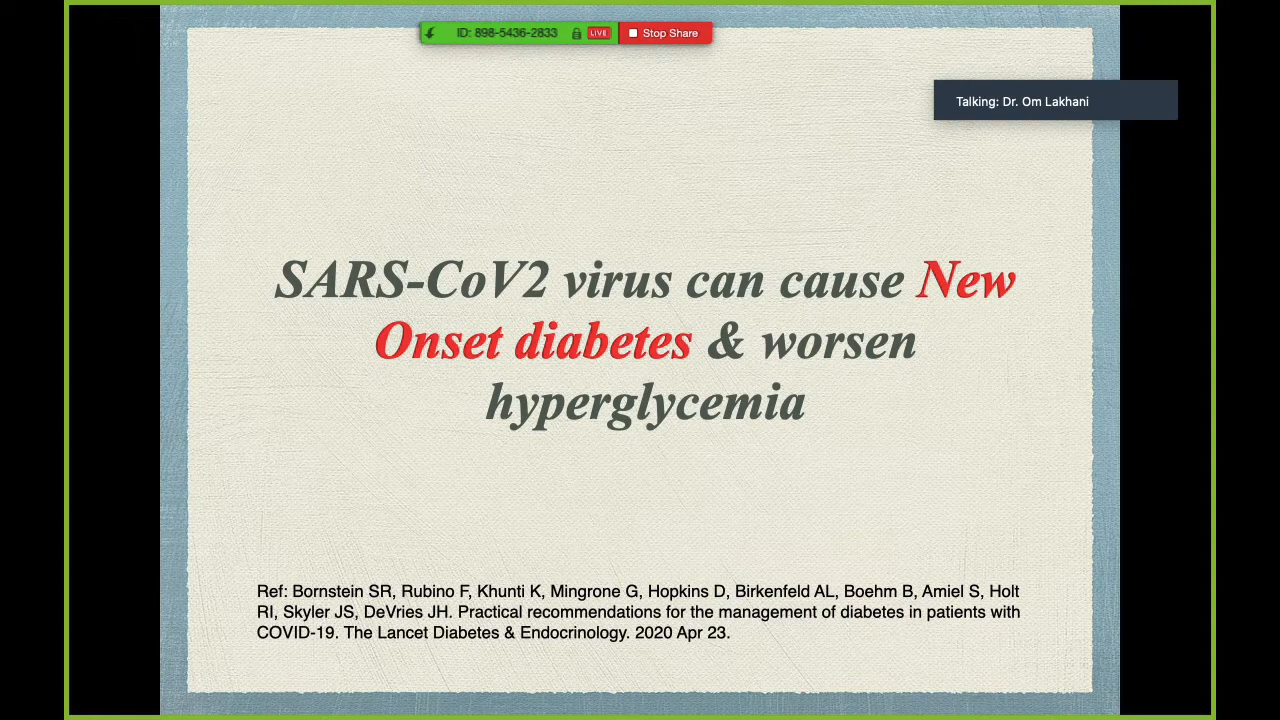 ID: 898-5436-2833 LIVE Stop Share
Talking: Dr. Om Lakhani
SARS-CoV2 virus can cause New
Onset diabetes & worsen
hyperglycemia
Ref: Bornstein SR, Rubino F, Khunti K, Mingrone G, Hopkins D, Birkenfeld AL, Boehm B, Amiel S, Holt
RI, Skyler JS, DeVries JH. Practical recommendations for the management of diabetes in patients with
COVID-19. The Lancet Diabetes & Endocrinology. 2020 Apr 23.